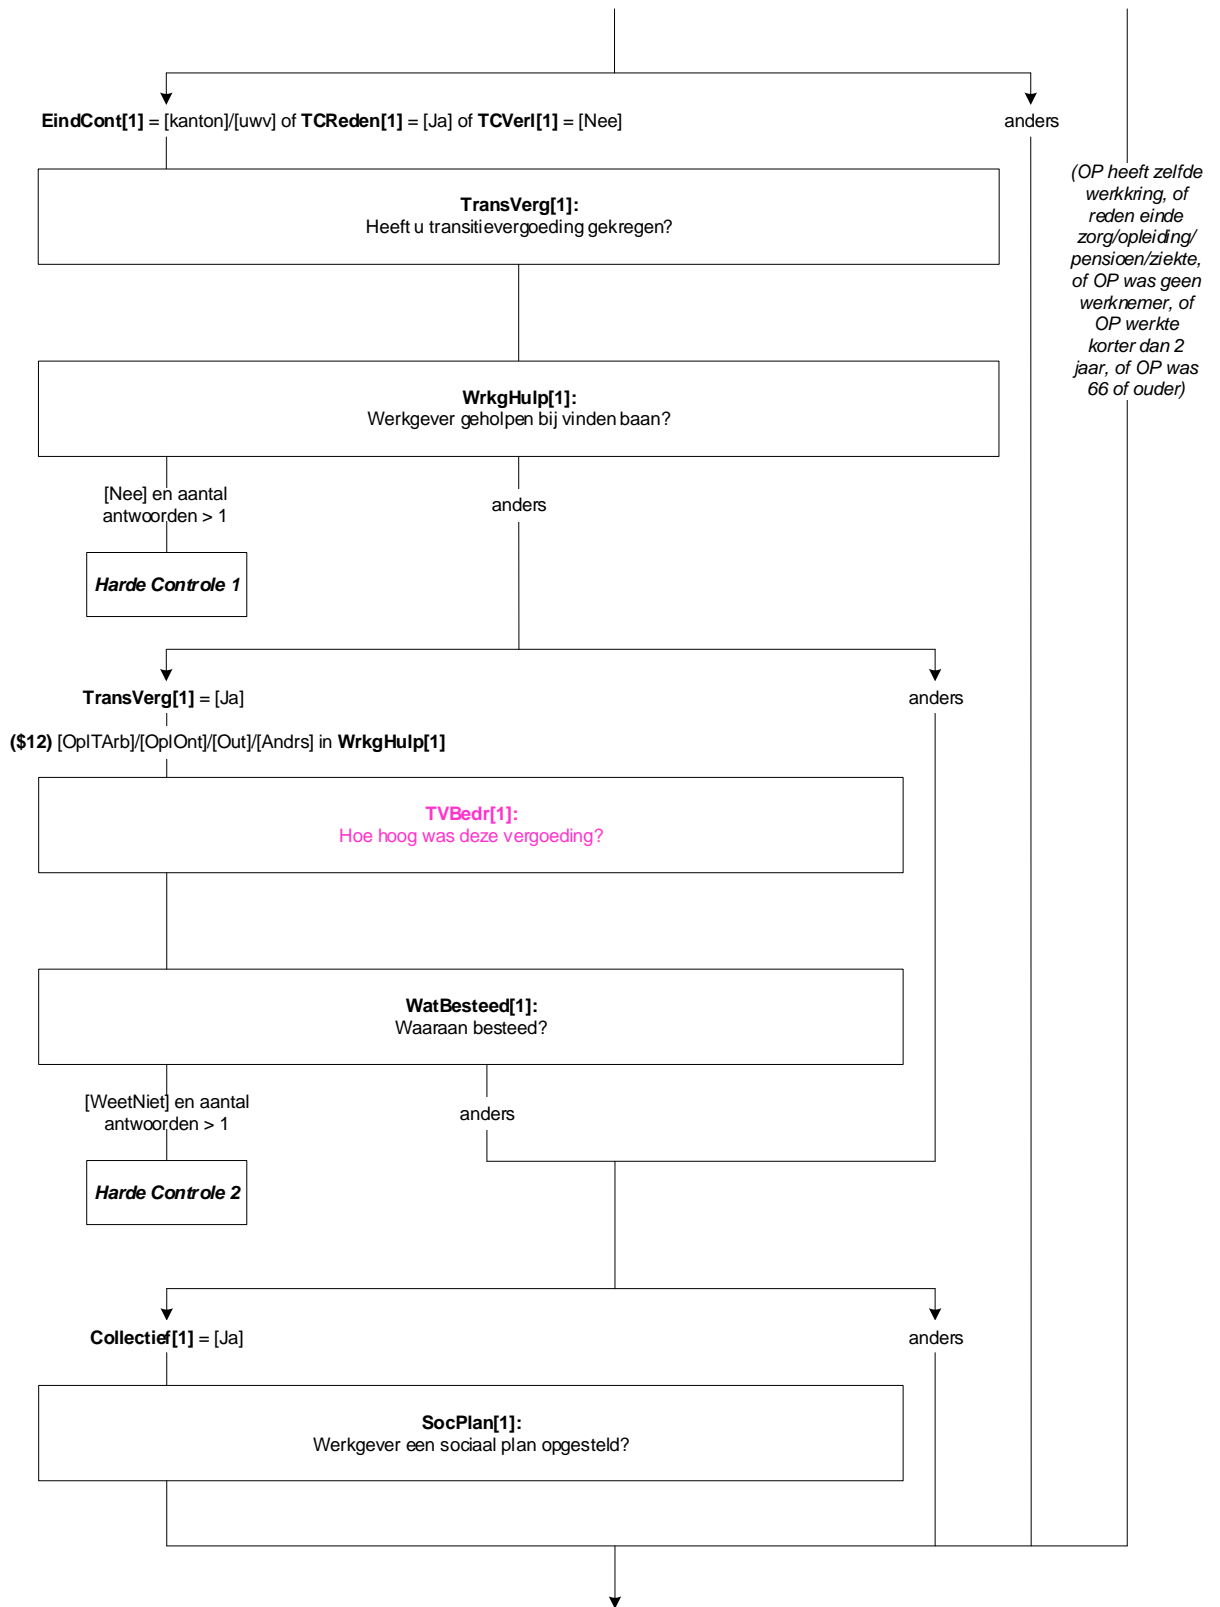 EindCont[1] = [kanton]/[uwv] of TCReden[1] = [Ja] of TCVerl[1] = [Nee]
anders
(OP heeft zelfde
werkkring, of
reden einde
zorg/opleiding/
pensioen/ziekte,
of OP was geen
werknemer, of
OP werkte
korter dan 2
jaar, of OP was
66 of ouder)
TransVerg[1]:
Heeft u transitievergoeding gekregen?
WrkgHulp[1]:
Werkgever geholpen bij vinden baan?
[Nee] en aantal
antwoorden > 1
anders
Harde Controle 1
TransVerg[1] = [Ja]
anders
($12) [OplTArb]/[OplOnt]/[Out]/[Andrs] in WrkgHulp[1]
TVBedr[1]:
Hoe hoog was deze vergoeding?
WatBesteed[1]:
Waaraan besteed?
[WeetNiet] en aantal
antwoorden > 1
anders
Harde Controle 2
Collectief[1] = [Ja]
anders
SocPlan[1]:
Werkgever een sociaal plan opgesteld?